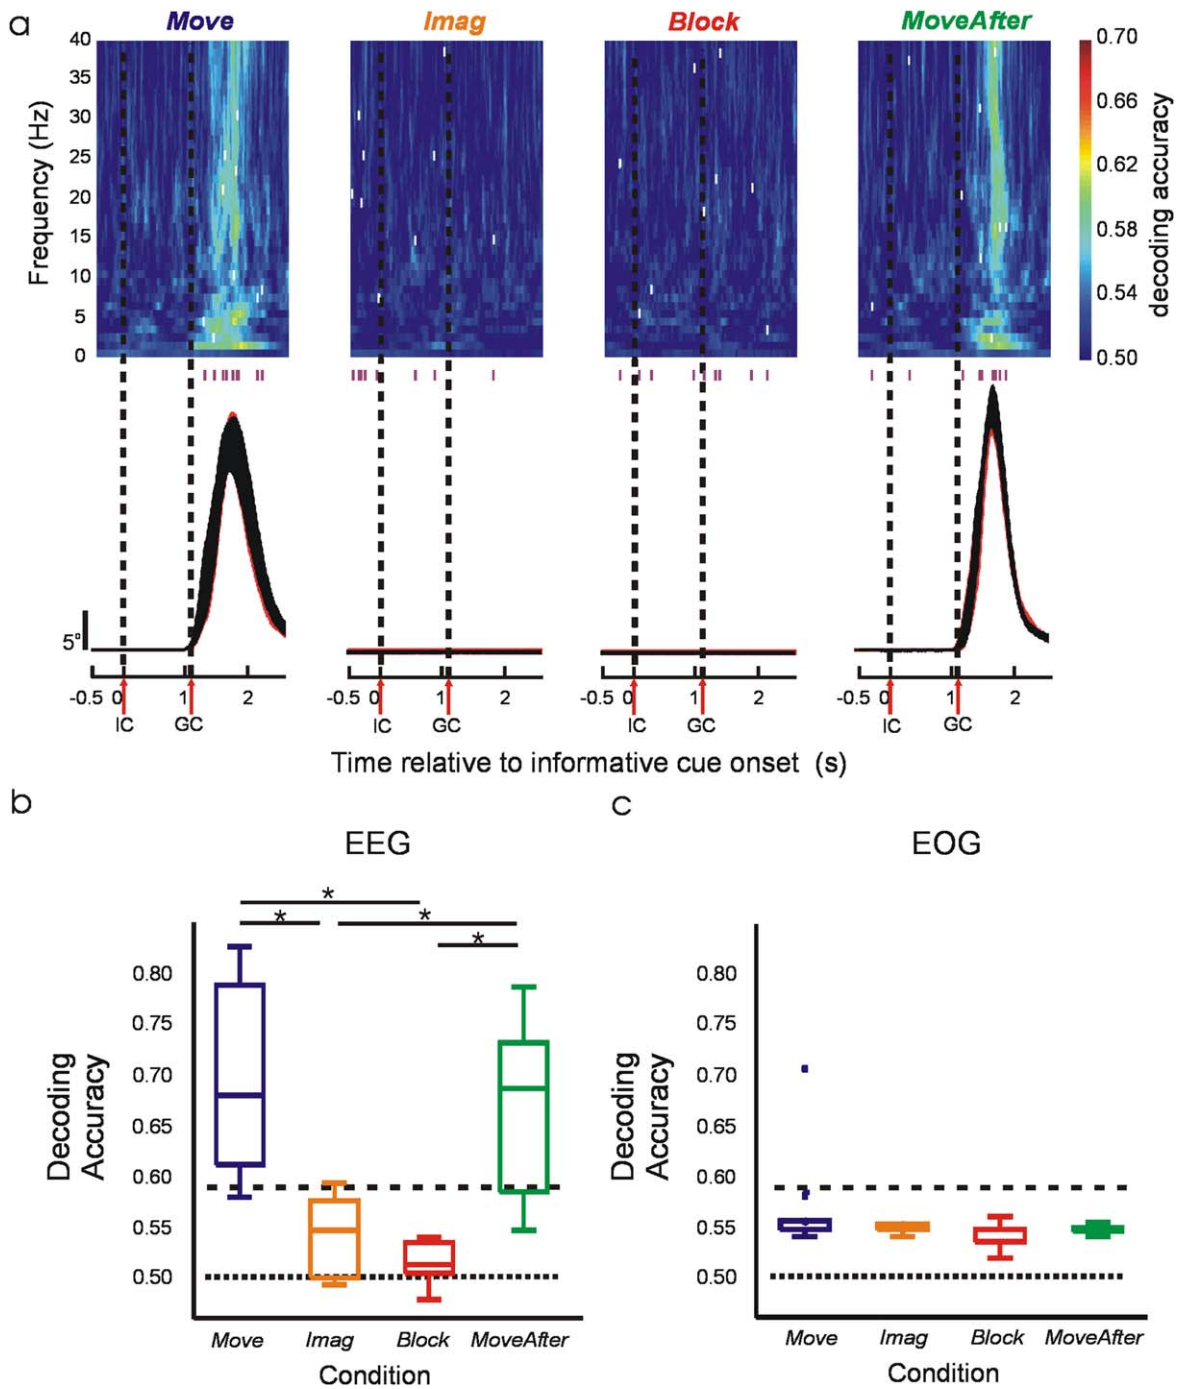 a
Move Imag Block MoveAfter
Frequency (Hz)
40
35
30
25
20
15
10
5
0
0.70
0.66
0.62
0.58
0.54
0.50
decoding accuracy
5°
-0.5 0 1 2
-0.5 0 1 2
-0.5 0 1 2
-0.5 0 1 2
IC GC IC GC IC GC IC GC
Time relative to informative cue onset (s)
b
EEG
* * * *
Decoding
Accuracy
0.80
0.75
0.70
0.65
0.60
0.55
0.50
Move Imag Block MoveAfter
Condition
c
EOG
Decoding
Accuracy
0.80
0.75
0.70
0.65
0.60
0.55
0.50
Move Imag Block MoveAfter
Condition